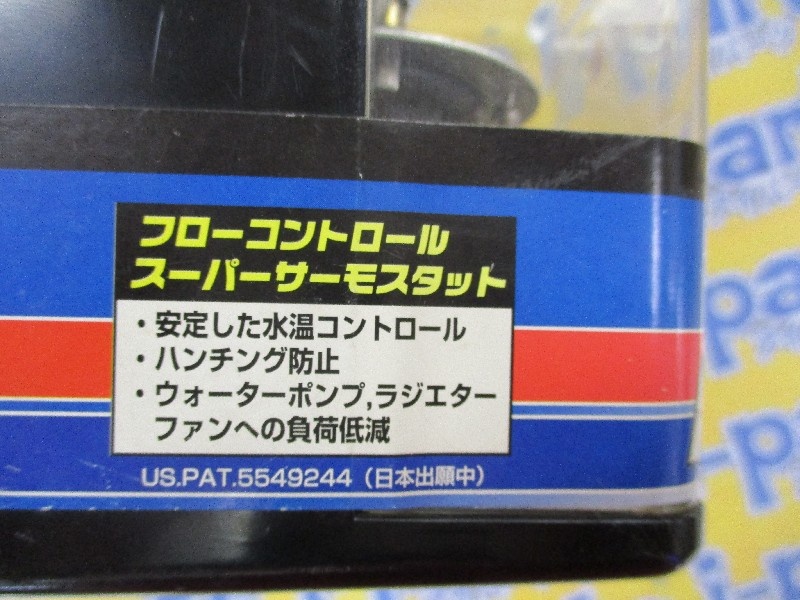 フローコントロール
スーパーサーモスタット
・安定した水温コントロール
・ハンチング防止
・ウォーターポンプ,ラジエター
ファンへの負荷低減
US.PAT.5549244（日本出願中）